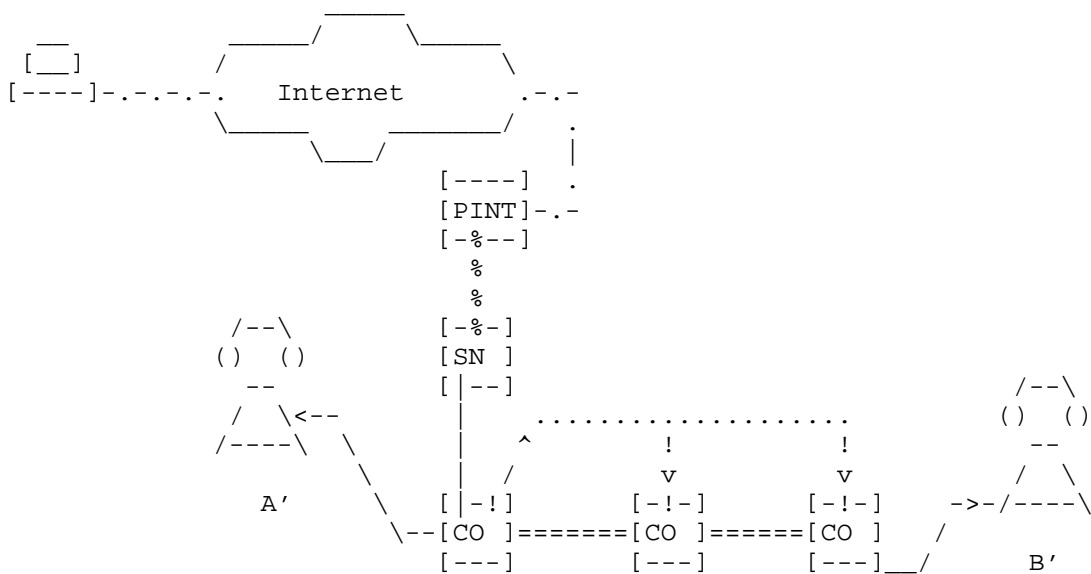 Internet
[PINT]
[SN ]
A'
[CO ]=======[CO ]======[CO ]
B'